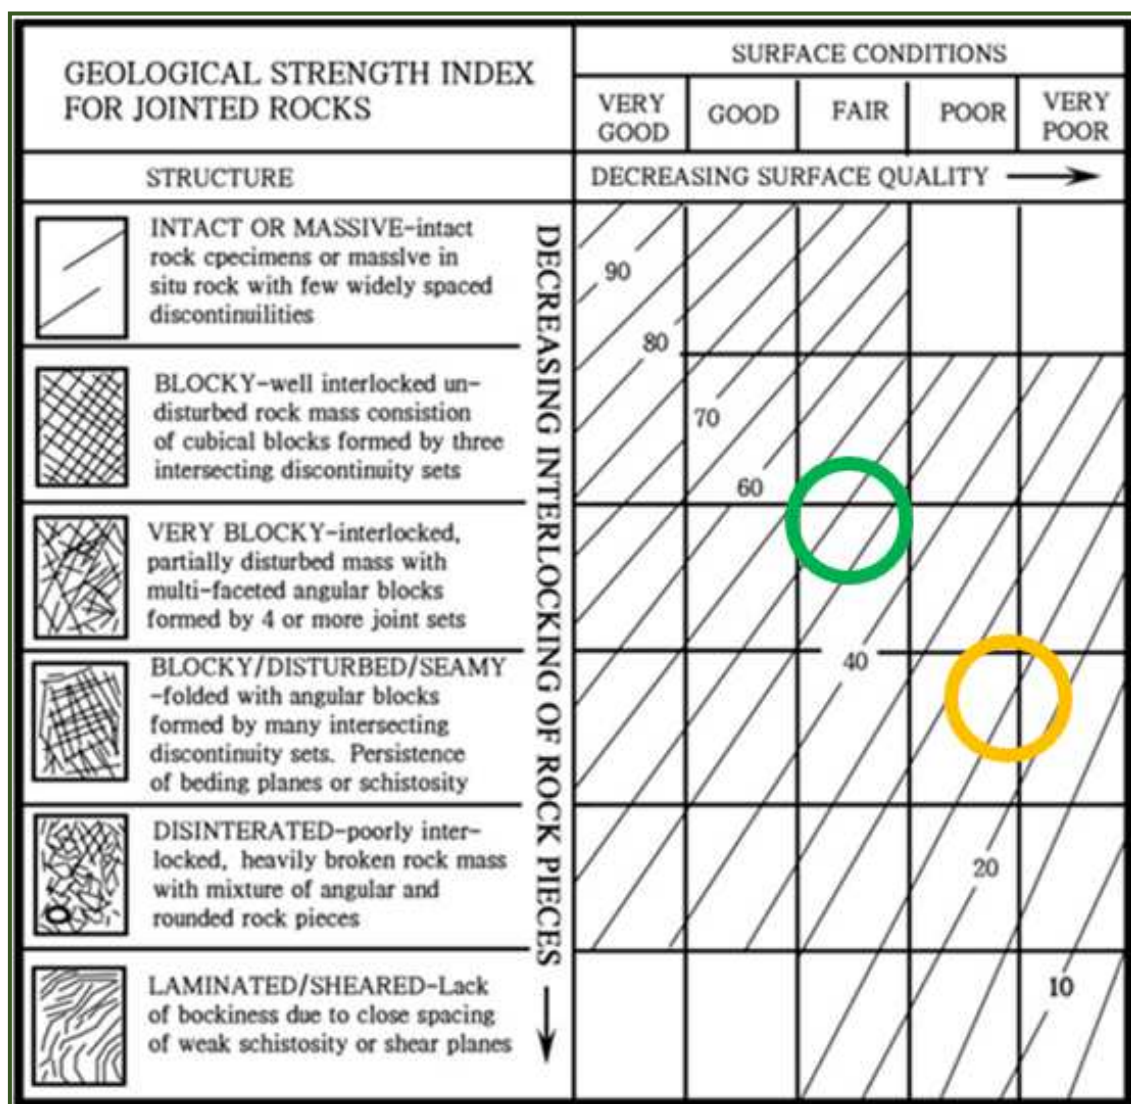 GEOLOGICAL STRENGTH INDEX
FOR JOINTED ROCKS
SURFACE CONDITIONS
VERY
GOOD
GOOD
FAIR
POOR
VERY
POOR
STRUCTURE
DECREASING SURFACE QUALITY
INTACT OR MASSIVE-intact
rock cpecimens or masslve in
situ rock with few widely spaced
discontinuilities
BLOCKY-well interlocked un-
disturbed rock mass consistion
of cubical blocks formed by three
intersecting discontinuity sets
VERY BLOCKY-interlocked,
partially disturbed mass with
multi-faceted angular blocks
formed by 4 or more joint sets
BLOCKY/DISTURBED/SEAMY
-folded with angular blocks
formed by many intersecting
discontinuity sets. Persistence
of beding planes or schistosity
DISINTERATED-poorly inter-
locked, heavily broken rock mass
with mixture of angular and
rounded rock pieces
LAMINATED/SHEARED-Lack
of bockiness due to close spacing
of weak schistosity or shear planes
DECREASING INTERLOCKING OF ROCK PIECES
90
80
70
60
40
20
10